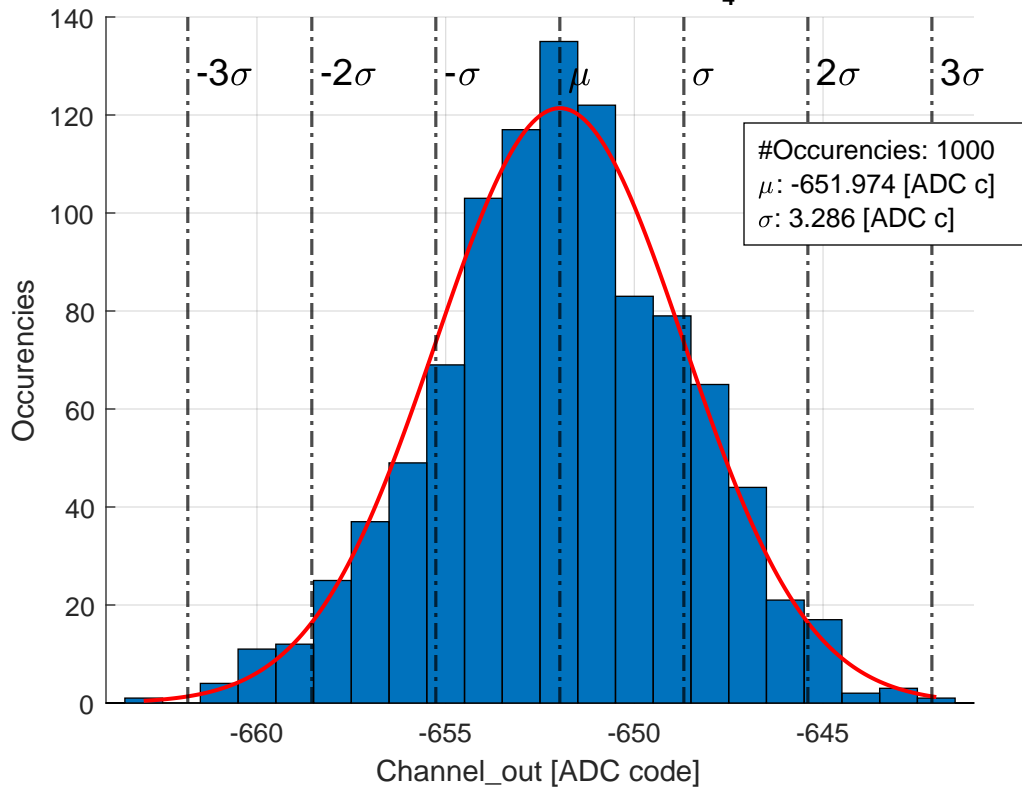 4
140
120
100
80
60
40
20
0
-3σ
-2σ
-σ
μ
σ
2σ
3σ
#Occurencies: 1000
μ: -651.974 [ADC c]
σ: 3.286 [ADC c]
Occurencies
-660
-655
-650
-645
Channel_out [ADC code]